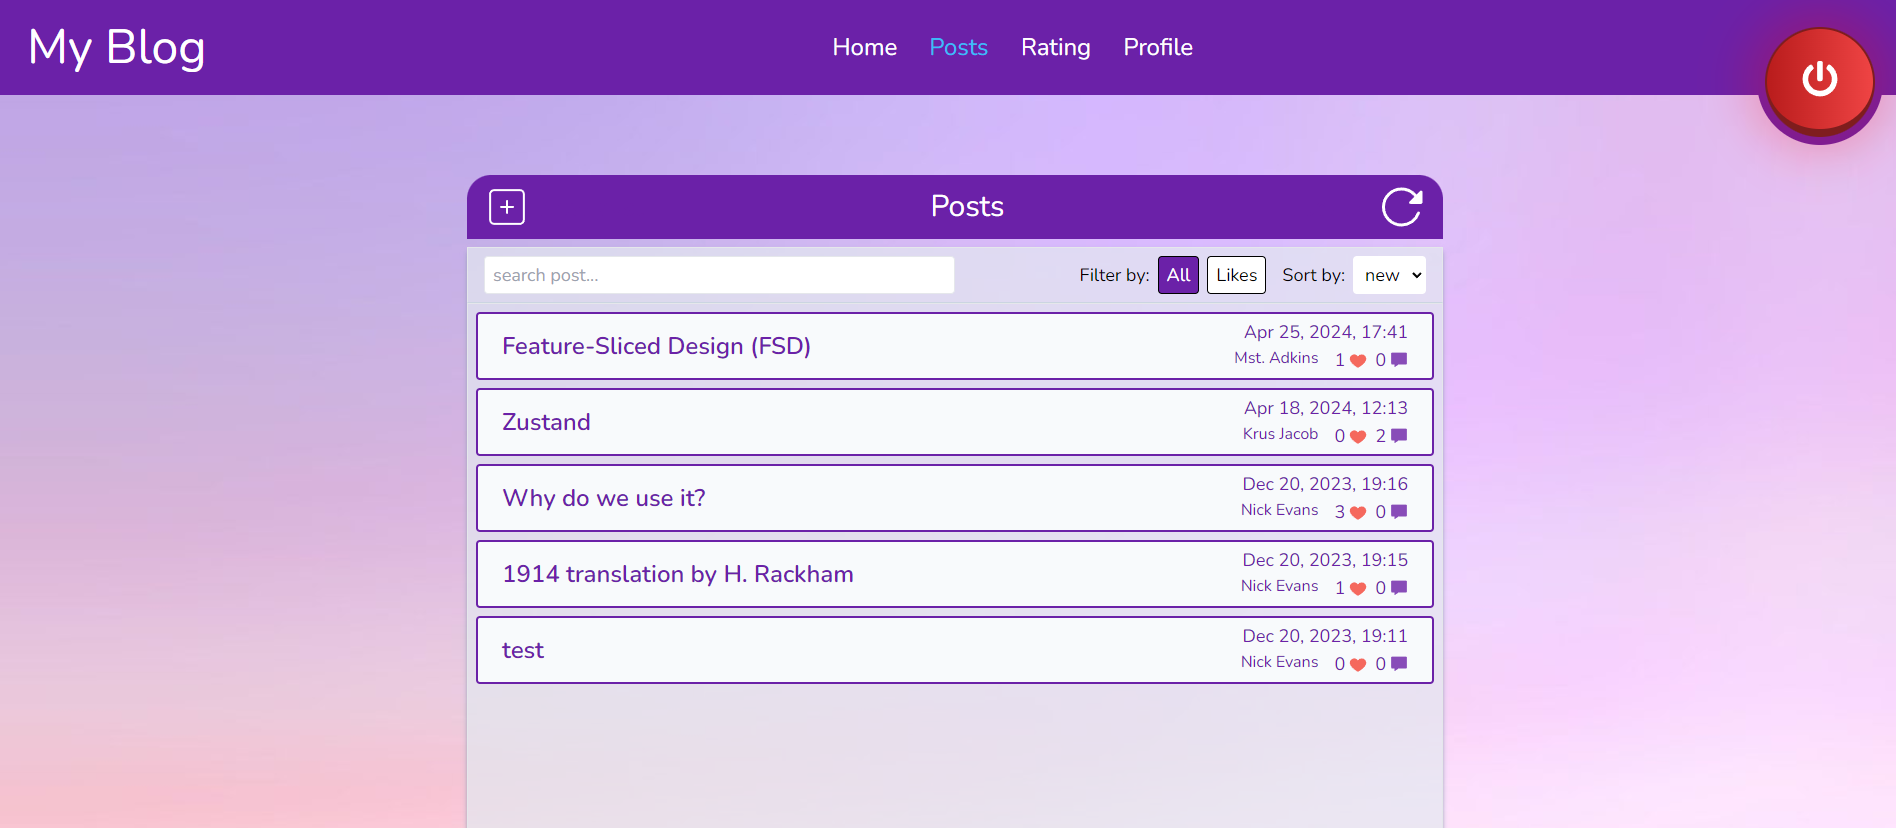 My Blog
Home Posts Rating Profile
Posts
search post...
Filter by: All Likes Sort by: new
Feature-Sliced Design (FSD)
Apr 25, 2024, 17:41
Mst. Adkins 1 0
Zustand
Apr 18, 2024, 12:13
Krus Jacob 0 2
Why do we use it?
Dec 20, 2023, 19:16
Nick Evans 3 0
1914 translation by H. Rackham
Dec 20, 2023, 19:15
Nick Evans 1 0
test
Dec 20, 2023, 19:11
Nick Evans 0 0